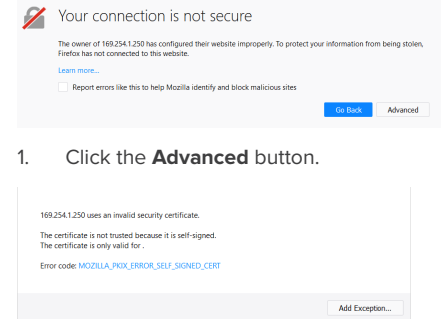 Your connection is not secure
The owner of 169.254.1.250 has configured their website improperly. To protect your information from being stolen,
Firefox has not connected to this website.
Learn more...
Report errors like this to help Mozilla identify and block malicious sites
Go Back Advanced
1. Click the Advanced button.
169.254.1.250 uses an invalid security certificate.
The certificate is not trusted because it is self-signed.
The certificate is only valid for .
Error code: MOZILLA_PKIX_ERROR_SELF_SIGNED_CERT
Add Exception...